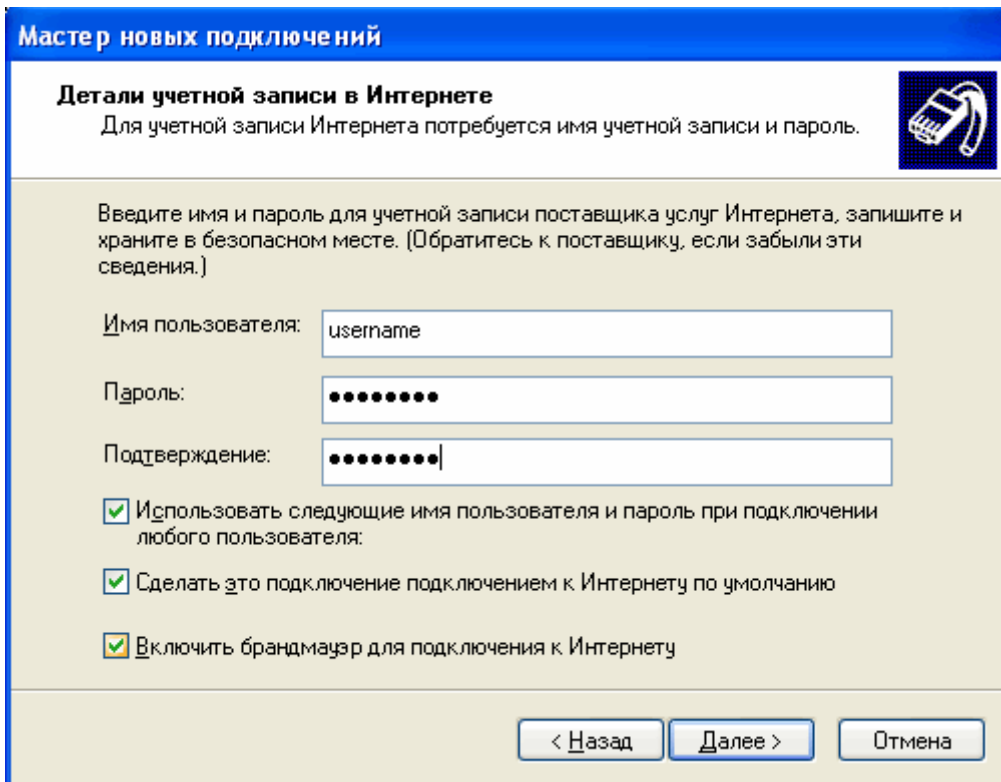 Мастер новых подключений
Детали учетной записи в Интернете
Для учетной записи Интернета потребуется имя учетной записи и пароль.
Введите имя и пароль для учетной записи поставщика услуг Интернета, запишите и
храните в безопасном месте. (Обратитесь к поставщику, если забыли эти
сведения.)
Имя пользователя: username
Пароль: ●●●●●●●●
Подтверждение: ●●●●●●●●
Использовать следующие имя пользователя и пароль при подключении
любого пользователя:
Сделать это подключение подключением к Интернету по умолчанию
Включить брандмауэр для подключения к Интернету
< Назад Далее > Отмена